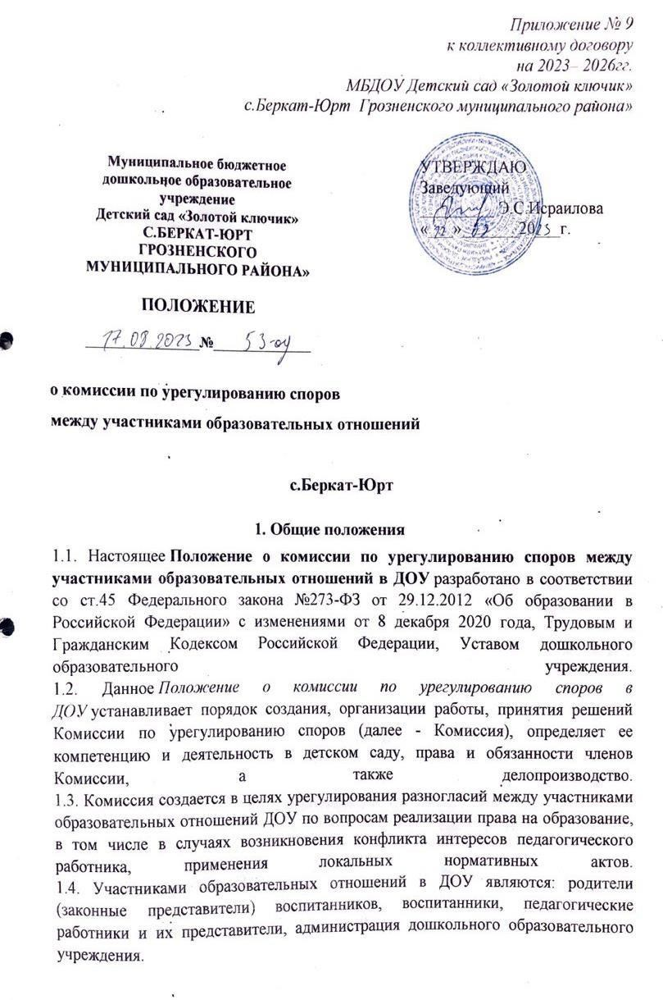 Приложение № 9
к коллективному договору
на 2023– 2026гг.
МБДОУ Детский сад «Золотой ключик»
с.Беркат-Юрт Грозненского муниципального района»
Муниципальное бюджетное
дошкольное образовательное
учреждение
Детский сад «Золотой ключик»
С.БЕРКАТ-ЮРТ
ГРОЗНЕНСКОГО
МУНИЦИПАЛЬНОГО РАЙОНА»
УТВЕРЖДАЮ
Заведующий
Э.С.Исраилова
« » 2023 г.
ПОЛОЖЕНИЕ
№ 53-од
о комиссии по урегулированию споров
между участниками образовательных отношений
с.Беркат-Юрт
1. Общие положения
1.1. Настоящее Положение о комиссии по урегулированию споров между
участниками образовательных отношений в ДОУ разработано в соответствии
со ст.45 Федерального закона №273-ФЗ от 29.12.2012 «Об образовании в
Российской Федерации» с изменениями от 8 декабря 2020 года, Трудовым и
Гражданским Кодексом Российской Федерации, Уставом дошкольного
образовательного учреждения.
1.2. Данное Положение о комиссии по урегулированию споров в
ДОУ устанавливает порядок создания, организации работы, принятия решений
Комиссии по урегулированию споров (далее - Комиссия), определяет ее
компетенцию и деятельность в детском саду, права и обязанности членов
Комиссии, а также делопроизводство.
1.3. Комиссия создается в целях урегулирования разногласий между участниками
образовательных отношений ДОУ по вопросам реализации права на образование,
в том числе в случаях возникновения конфликта интересов педагогического
работника, применения локальных нормативных актов.
1.4. Участниками образовательных отношений в ДОУ являются: родители
(законные представители) воспитанников, воспитанники, педагогические
работники и их представители, администрация дошкольного образовательного
учреждения.